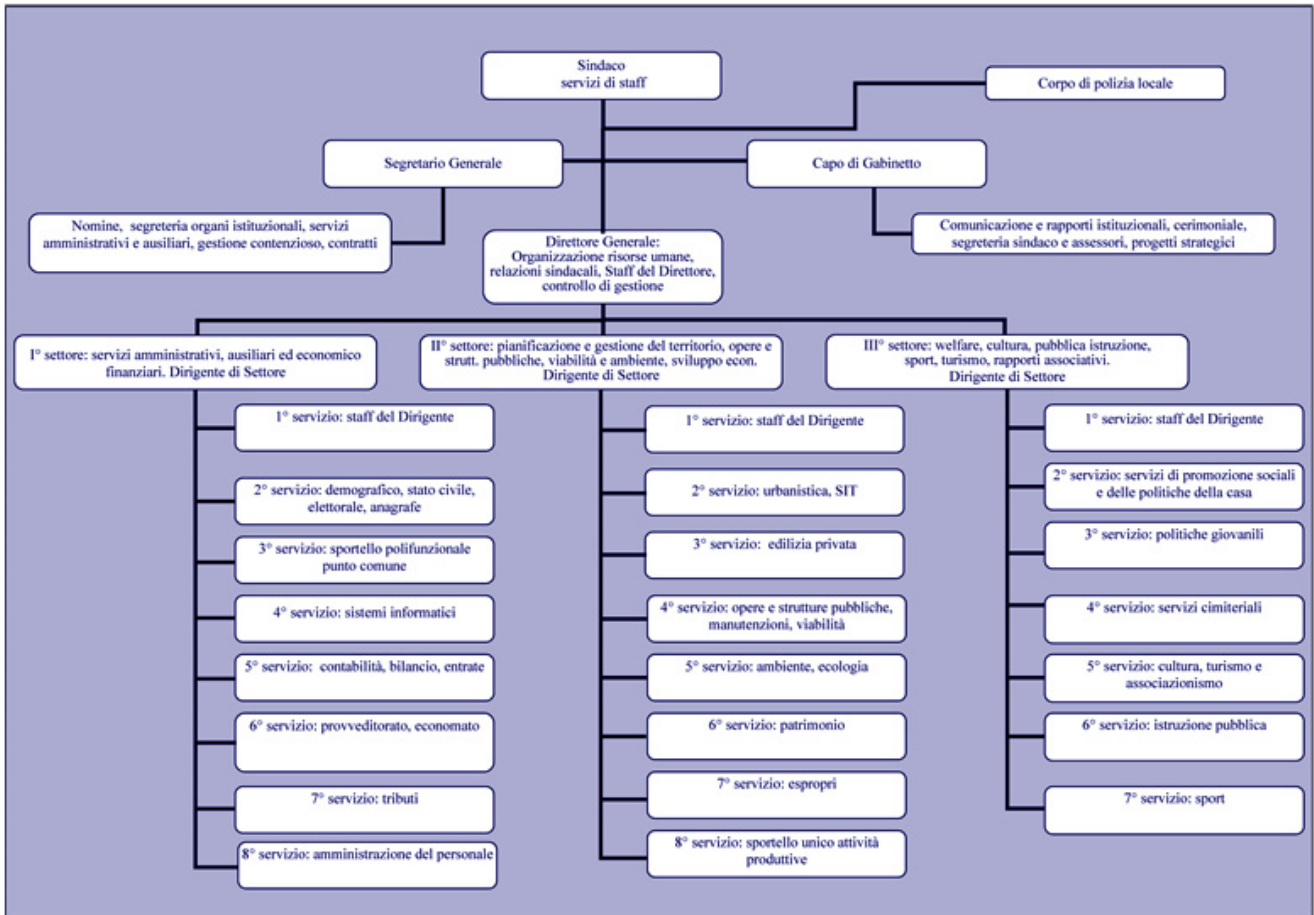 Sindaco
servizi di staff
Corpo di polizia locale
Segretario Generale
Capo di Gabinetto
Nomine, segreteria organi istituzionali, servizi
amministrativi e ausiliari, gestione contenzioso, contratti
Comunicazione e rapporti istituzionali, cerimoniale,
segreteria sindaco e assessori, progetti strategici
Direttore Generale:
Organizzazione risorse umane,
relazioni sindacali, Staff del Direttore,
controllo di gestione
I° settore: servizi amministrativi, ausiliari ed economico
finanziari. Dirigente di Settore
II° settore: pianificazione e gestione del territorio, opere e
strutt. pubbliche, viabilità e ambiente, sviluppo econ.
Dirigente di Settore
III° settore: welfare, cultura, pubblica istruzione,
sport, turismo, rapporti associativi.
Dirigente di Settore
1° servizio: staff del Dirigente
2° servizio: demografico, stato civile,
elettorale, anagrafe
3° servizio: sportello polifunzionale
punto comune
4° servizio: sistemi informatici
5° servizio: contabilità, bilancio, entrate
6° servizio: provveditorato, economato
7° servizio: tributi
8° servizio: amministrazione del personale
1° servizio: staff del Dirigente
2° servizio: urbanistica, SIT
3° servizio: edilizia privata
4° servizio: opere e strutture pubbliche,
manutenzioni, viabilità
5° servizio: ambiente, ecologia
6° servizio: patrimonio
7° servizio: espropri
8° servizio: sportello unico attività
produttive
1° servizio: staff del Dirigente
2° servizio: servizi di promozione sociali
e delle politiche della casa
3° servizio: politiche giovanili
4° servizio: servizi cimiteriali
5° servizio: cultura, turismo e
associazionismo
6° servizio: istruzione pubblica
7° servizio: sport